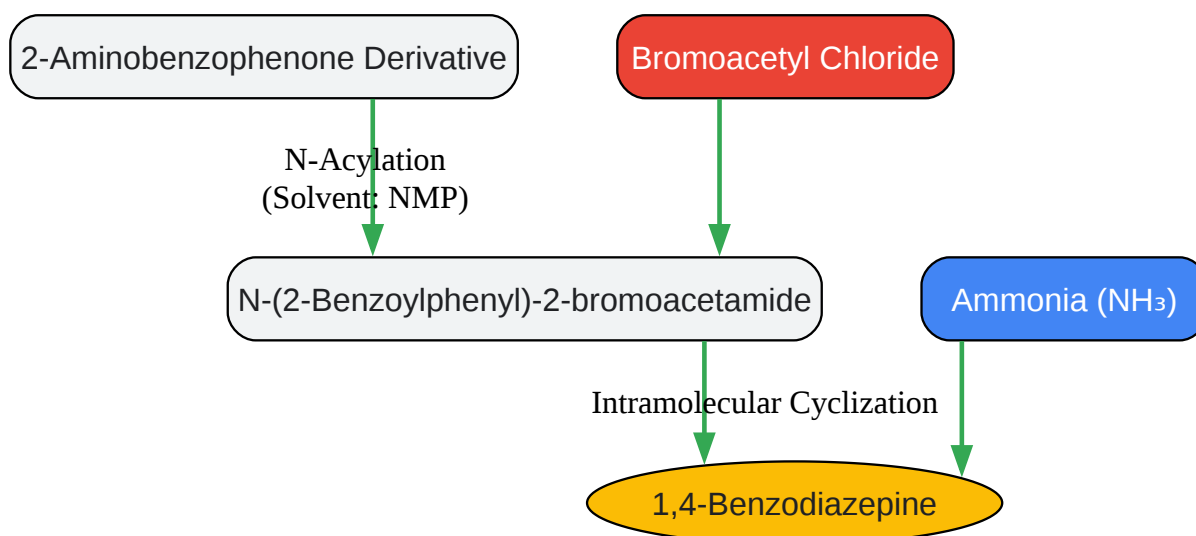 2-Aminobenzophenone Derivative
Bromoacetyl Chloride
N-Acylation
(Solvent: NMP)
N-(2-Benzoylphenyl)-2-bromoacetamide
Ammonia (NH₃)
Intramolecular Cyclization
1,4-Benzodiazepine